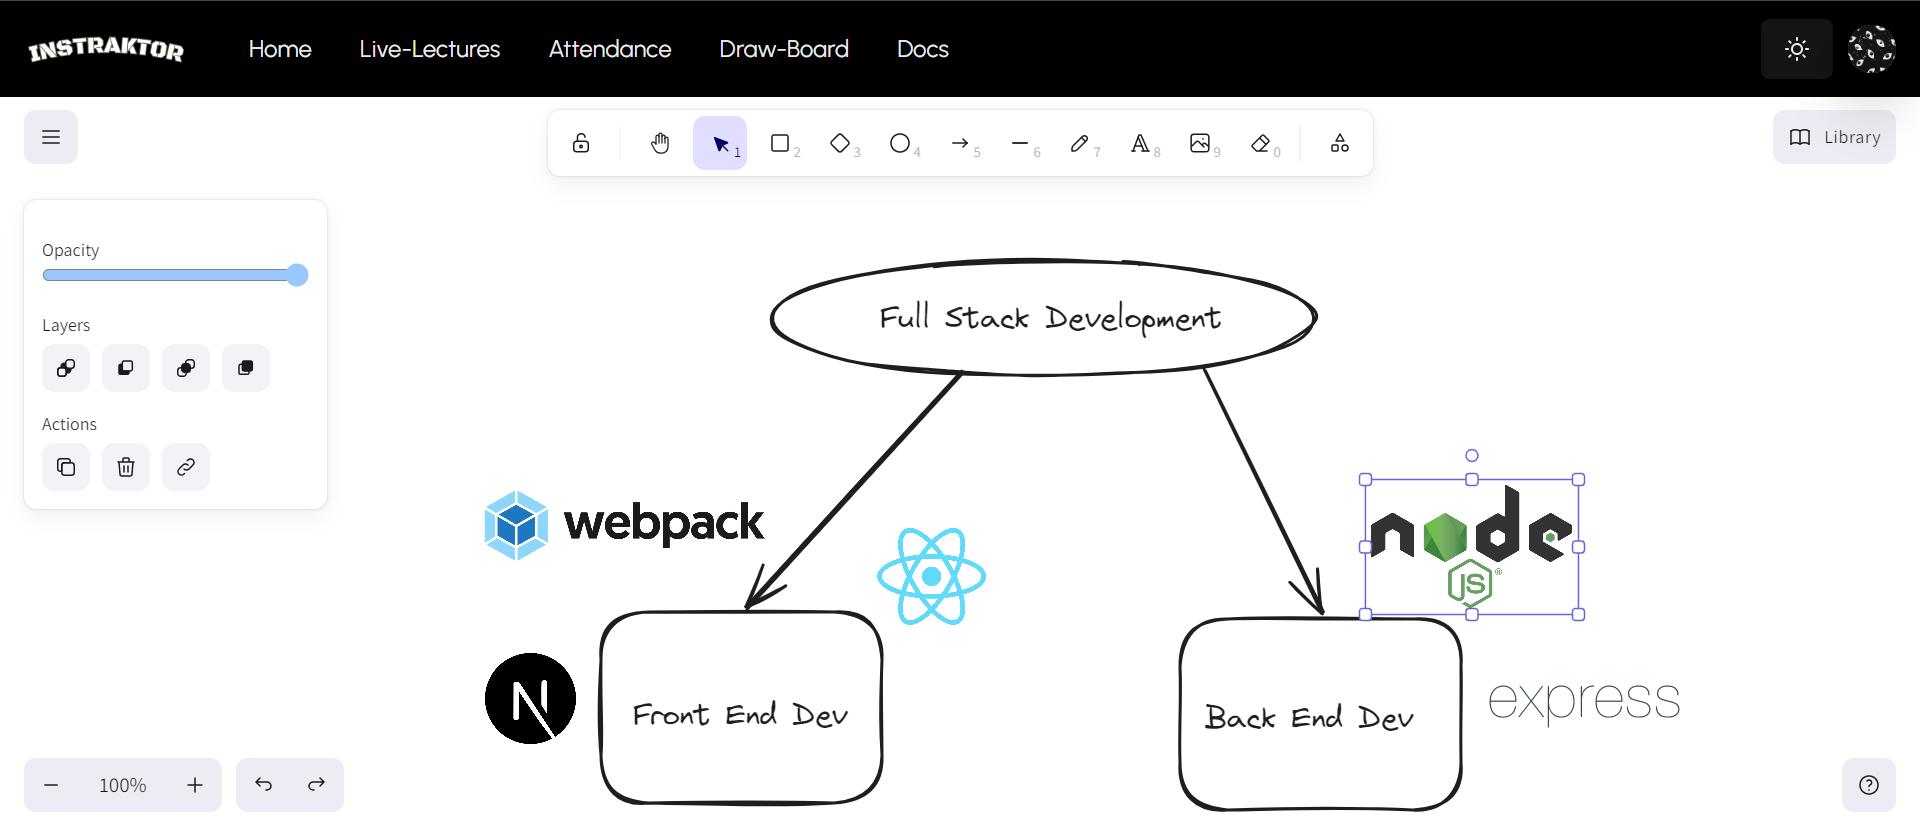 INSTRAKTOR Home Live-Lectures Attendance Draw-Board Docs
1 2 3 4 5 6 7 A 8 9 0
Library
Opacity
Layers
Actions
Full Stack Development
webpack
node
JS®
N
Front End Dev
Back End Dev
express
100%